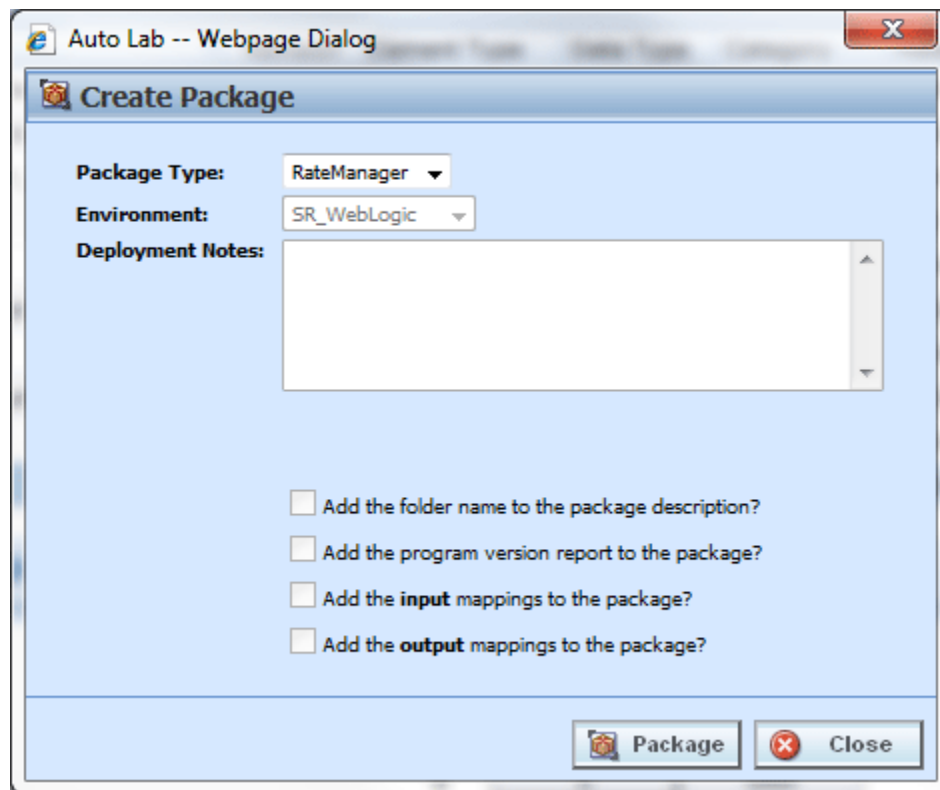 Auto Lab -- Webpage Dialog
Create Package
Package Type: RateManager
Environment: SR_WebLogic
Deployment Notes:
Add the folder name to the package description?
Add the program version report to the package?
Add the input mappings to the package?
Add the output mappings to the package?
Package Close